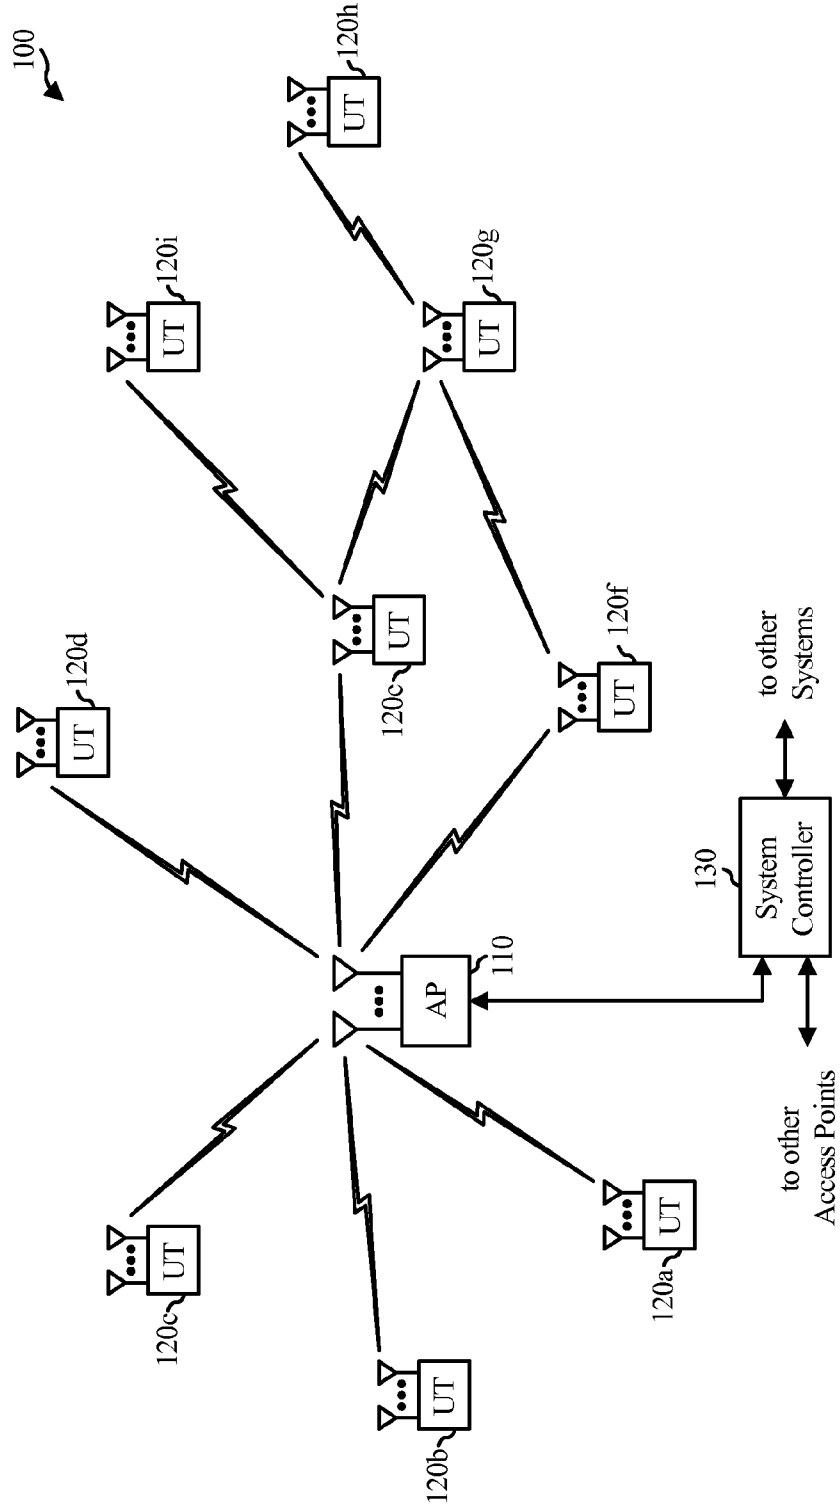 100
120d
UT
120c
UT
120i
UT
120h
UT
120c
UT
120b
UT
AP
110
120g
UT
120f
UT
120a
UT
130
System
Controller
to other
Systems
to other
Access Points